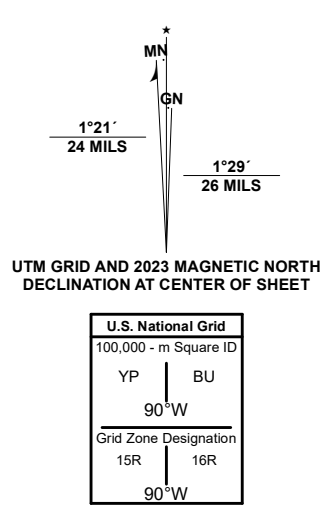 ★
MN
GN
1°21´
24 MILS
1°29´
26 MILS
UTM GRID AND 2023 MAGNETIC NORTH
DECLINATION AT CENTER OF SHEET
U.S. National Grid
100,000 - m Square ID
YP BU
90°W
Grid Zone Designation
15R 16R
90°W